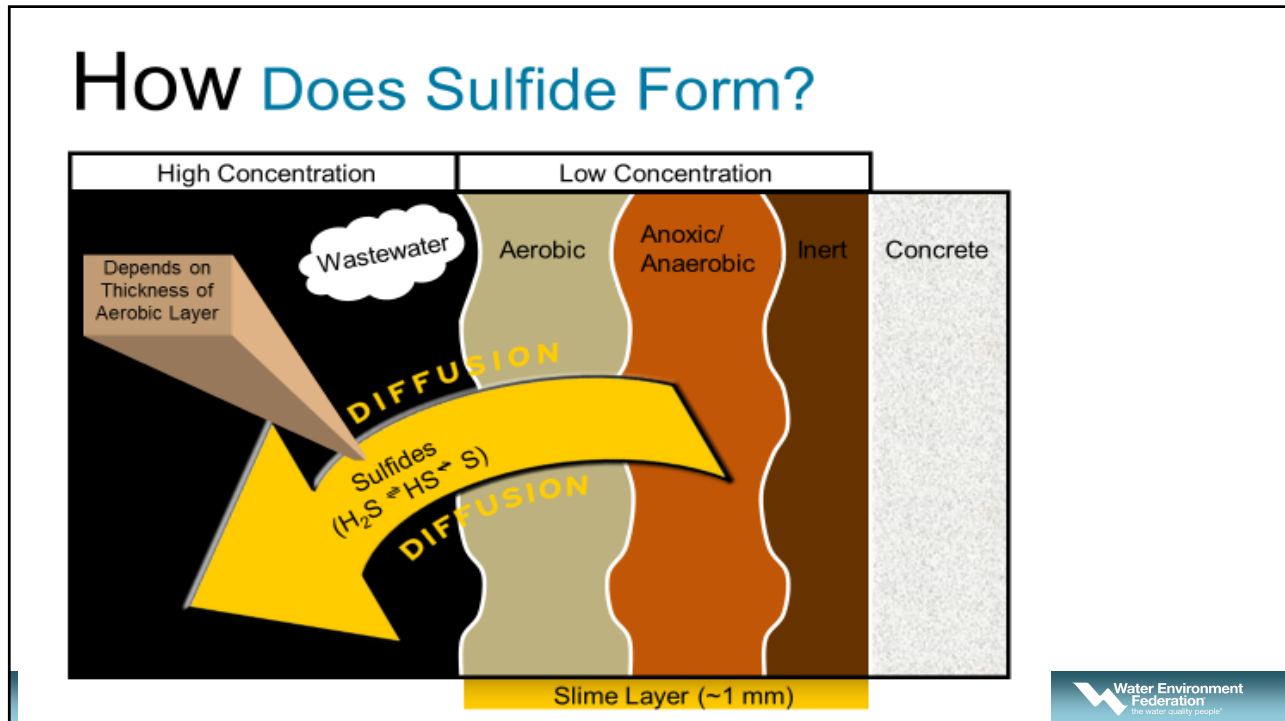 How Does Sulfide Form?
High Concentration
Low Concentration
Wastewater
Aerobic
Anoxic/
Anaerobic
Inert
Concrete
Depends on
Thickness of
Aerobic Layer
DIFFUSION
Sulfides
(H₂S ⇌ HS ⇌ S)
DIFFUSION
Slime Layer (~1 mm)
Water Environment
Federation
the water quality people®